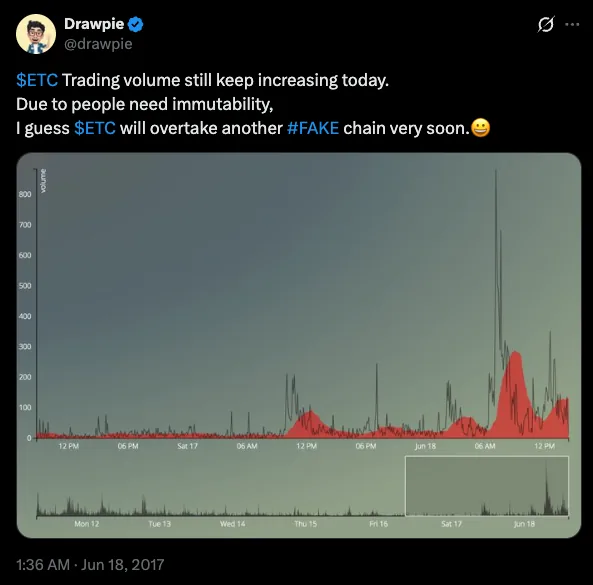 Drawpie
@drawpie
$ETC Trading volume still keep increasing today.
Due to people need immutability,
I guess $ETC will overtake another #FAKE chain very soon.😀
volume
800
700
600
500
400
300
200
100
0
12 PM 06 PM Sat 17 06 AM 12 PM 06 PM Jun 18 06 AM 12 PM
Mon 12 Tue 13 Wed 14 Thu 15 Fri 16 Sat 17 Jun 18
1:36 AM · Jun 18, 2017